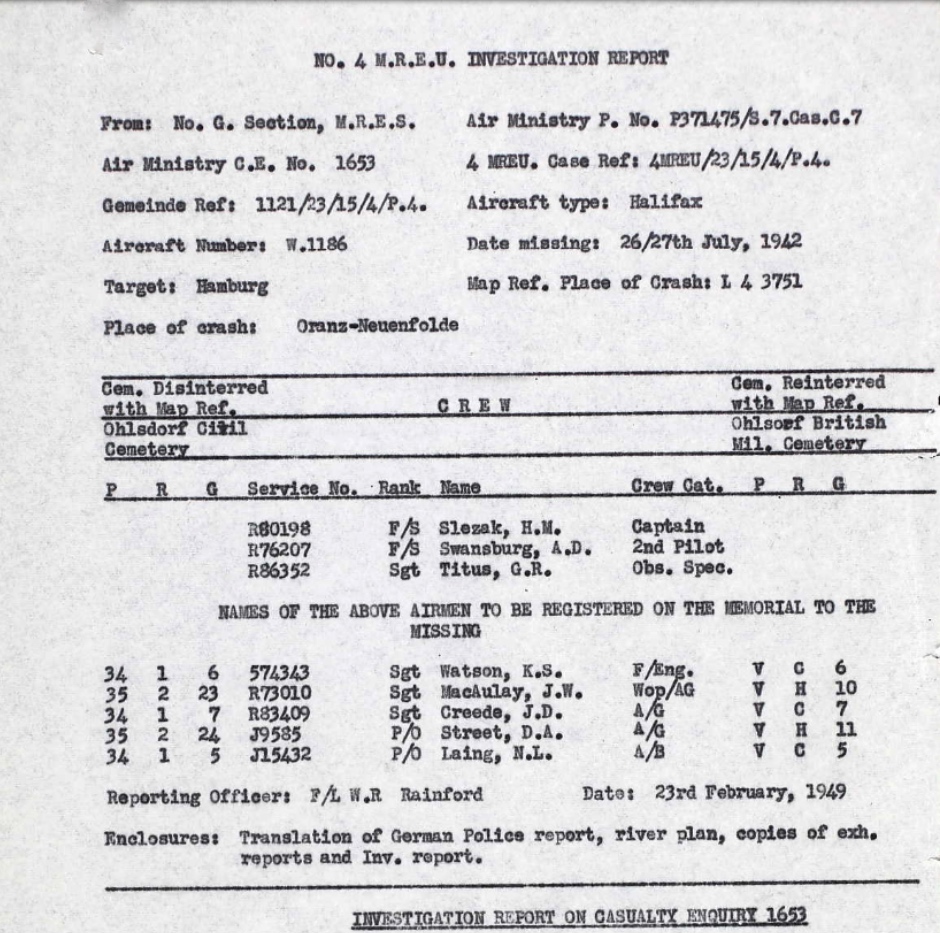 NO. 4 M.R.E.U. INVESTIGATION REPORT
From: No. G. Section, M.R.E.S. Air Ministry P. No. P371475/S.7.Cas.C.7
Air Ministry C.E. No. 1653 4 MREU. Case Ref: 4MREU/23/15/4/P.4.
Gemeinde Ref: 1121/23/15/4/P.4. Aircraft type: Halifax
Aircraft Number: W.1186 Date missing: 26/27th July, 1942
Target: Hamburg Map Ref. Place of Crash: L 4 3751
Place of crash: Oranz-Neuenfolde
Cem. Disinterred Cem. Reinterred
with Map Ref. C R E W with Map Ref.
Ohlsdorf Civil Ohlsorf British
Cemetery Mil. Cemetery
P R G Service No. Rank Name Crew Cat. P R G
R80198 F/S Slezak, H.M. Captain
R76207 F/S Swansburg, A.D. 2nd Pilot
R86352 Sgt Titus, G.R. Obs. Spec.
NAMES OF THE ABOVE AIRMEN TO BE REGISTERED ON THE MEMORIAL TO THE
MISSING
34 1 6 574343 Sgt Watson, K.S. F/Eng. V C 6
35 2 23 R73010 Sgt MacAulay, J.W. Wop/AG V H 10
34 1 7 R83409 Sgt Creede, J.D. A/G V C 7
35 2 24 J9585 P/O Street, D.A. A/G V H 11
34 1 5 J15432 P/O Laing, N.L. A/B V C 5
Reporting Officer: F/L W.R Rainford Date: 23rd February, 1949
Enclosures: Translation of German Police report, river plan, copies of exh.
reports and Inv. report.
INVESTIGATION REPORT ON CASUALTY ENQUIRY 1653